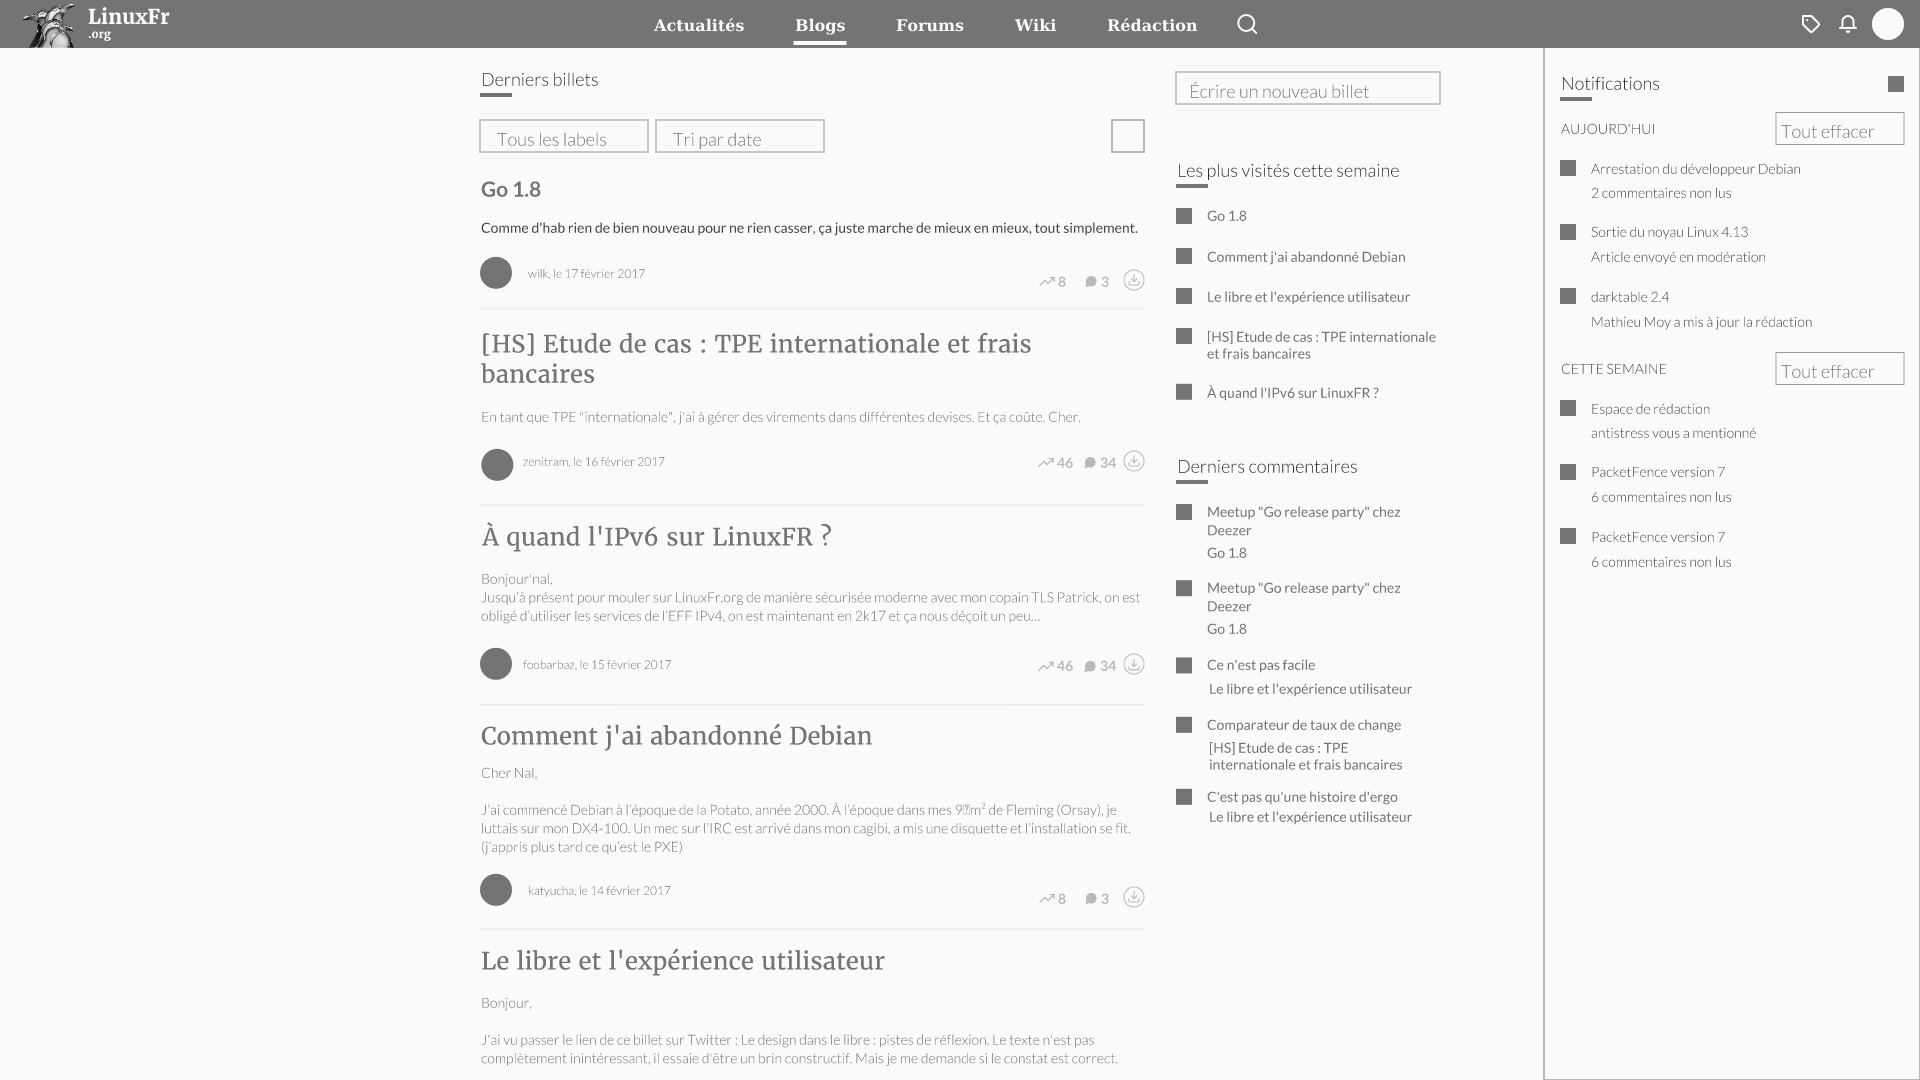 LinuxFr
.org
Actualités
Blogs
Forums
Wiki
Rédaction
Derniers billets
Tous les labels
Tri par date
Go 1.8
Comme d'hab rien de bien nouveau pour ne rien casser, ça juste marche de mieux en mieux, tout simplement.
wilk, le 17 février 2017
8
3
[HS] Etude de cas : TPE internationale et frais
bancaires
En tant que TPE "internationale", j'ai à gérer des virements dans différentes devises. Et ça coûte. Cher.
zenitram, le 16 février 2017
46
34
À quand l'IPv6 sur LinuxFR ?
Bonjour'nal,
Jusqu'à présent pour mouler sur LinuxFr.org de manière sécurisée moderne avec mon copain TLS Patrick, on est
obligé d'utiliser les services de l'EFF IPv4, on est maintenant en 2k17 et ça nous déçoit un peu...
foobarbaz, le 15 février 2017
46
34
Comment j'ai abandonné Debian
Cher Nal,
J'ai commencé Debian à l'époque de la Potato, année 2000. À l'époque dans mes 9 m² de Fleming (Orsay), je
luttais sur mon DX4-100. Un mec sur l'IRC est arrivé dans mon cagibi, a mis une disquette et l'installation se fit.
(j'appris plus tard ce qu'est le PXE)
katyucha, le 14 février 2017
8
3
Le libre et l'expérience utilisateur
Bonjour,
J'ai vu passer le lien de ce billet sur Twitter : Le design dans le libre : pistes de réflexion. Le texte n'est pas
complètement inintéressant, il essaie d'être un brin constructif. Mais je me demande si le constat est correct.
Écrire un nouveau billet
Les plus visités cette semaine
Go 1.8
Comment j'ai abandonné Debian
Le libre et l'expérience utilisateur
[HS] Etude de cas : TPE internationale
et frais bancaires
À quand l'IPv6 sur LinuxFR ?
Derniers commentaires
Meetup "Go release party" chez
Deezer
Go 1.8
Meetup "Go release party" chez
Deezer
Go 1.8
Ce n'est pas facile
Le libre et l'expérience utilisateur
Comparateur de taux de change
[HS] Etude de cas : TPE
internationale et frais bancaires
C'est pas qu'une histoire d'ergo
Le libre et l'expérience utilisateur
Notifications
AUJOURD'HUI
Tout effacer
Arrestation du développeur Debian
2 commentaires non lus
Sortie du noyau Linux 4.13
Article envoyé en modération
darktable 2.4
Mathieu Moy a mis à jour la rédaction
CETTE SEMAINE
Tout effacer
Espace de rédaction
antistress vous a mentionné
PacketFence version 7
6 commentaires non lus
PacketFence version 7
6 commentaires non lus